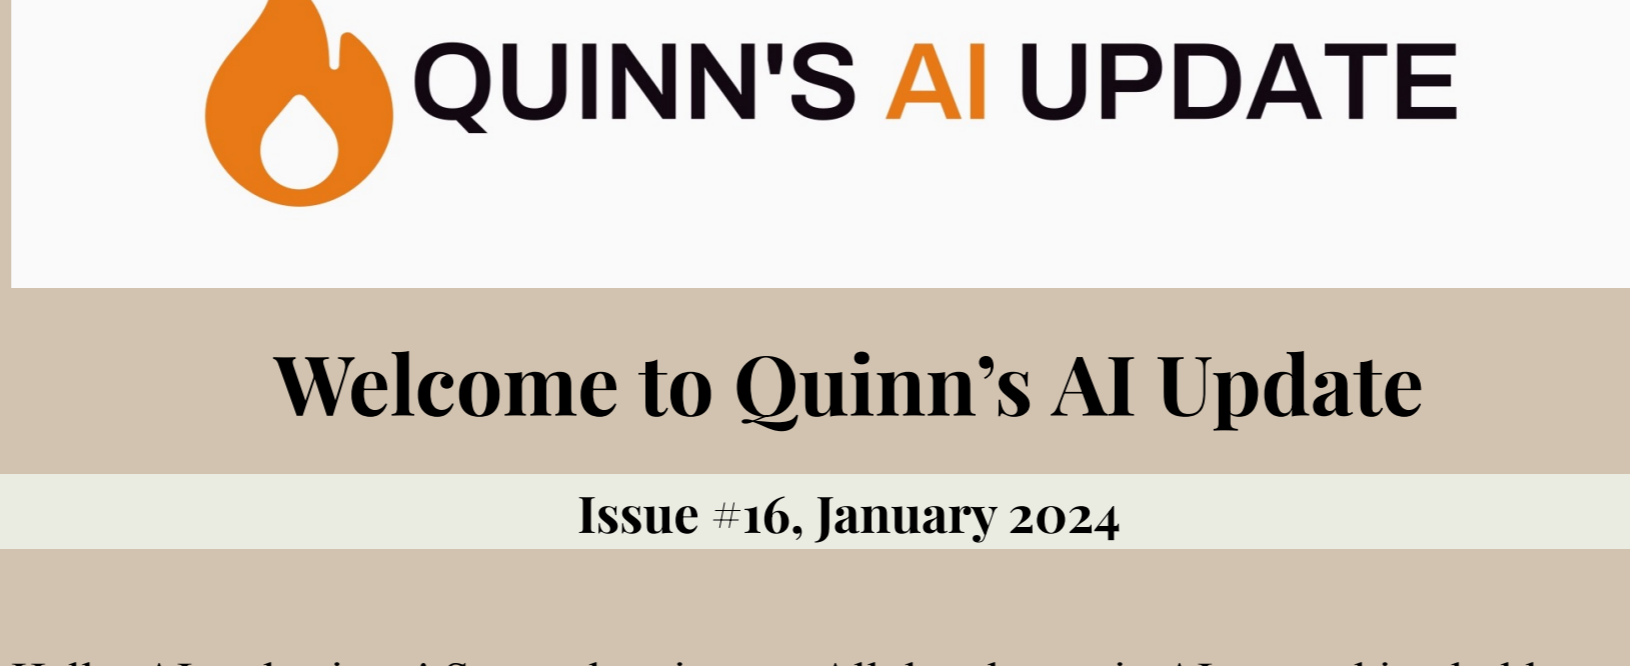 QUINN'S AI UPDATE
Welcome to Quinn’s AI Update
Issue #16, January 2024